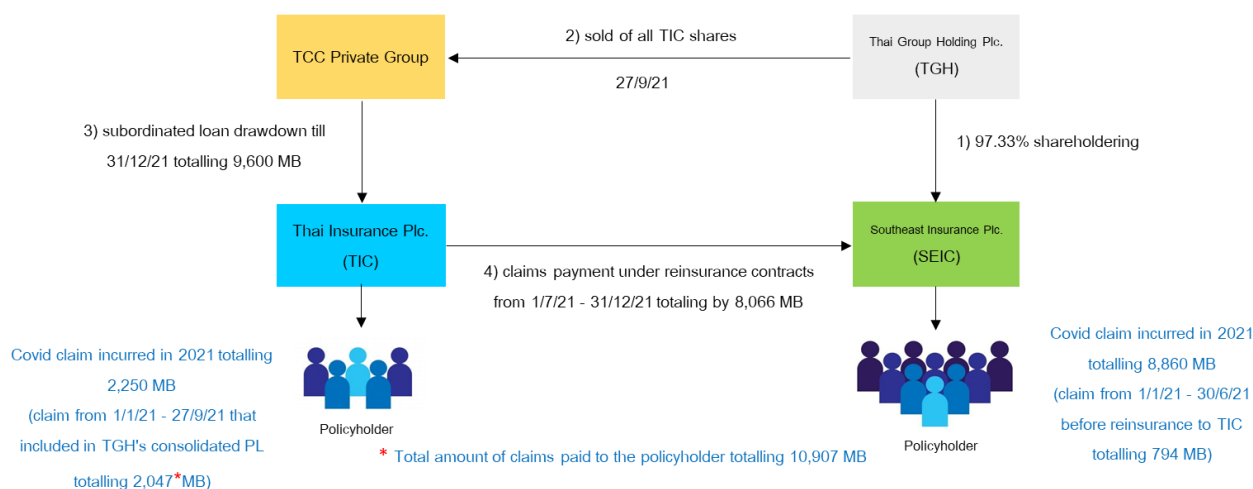 2) sold of all TIC shares
27/9/21
TCC Private Group
Thai Group Holding Plc.
(TGH)
3) subordinated loan drawdown till
31/12/21 totalling 9,600 MB
1) 97.33% shareholdering
Thai Insurance Plc.
(TIC)
Southeast Insurance Plc.
(SEIC)
4) claims payment under reinsurance contracts
from 1/7/21 - 31/12/21 totaling by 8,066 MB
Covid claim incurred in 2021 totalling
2,250 MB
(claim from 1/1/21 - 27/9/21 that
included in TGH's consolidated PL
totalling 2,047*MB)
Policyholder
* Total amount of claims paid to the policyholder totalling 10,907 MB
Policyholder
Covid claim incurred in 2021
totalling 8,860 MB
(claim from 1/1/21 - 30/6/21
before reinsurance to TIC
totalling 794 MB)